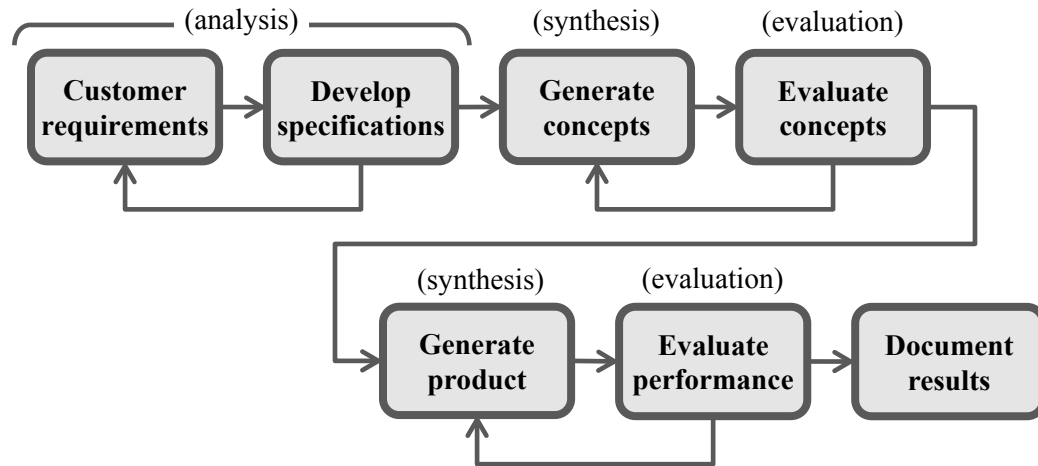 (analysis)
(synthesis)
(evaluation)
Customer
requirements
Develop
specifications
Generate
concepts
Evaluate
concepts
(synthesis)
(evaluation)
Generate
product
Evaluate
performance
Document
results